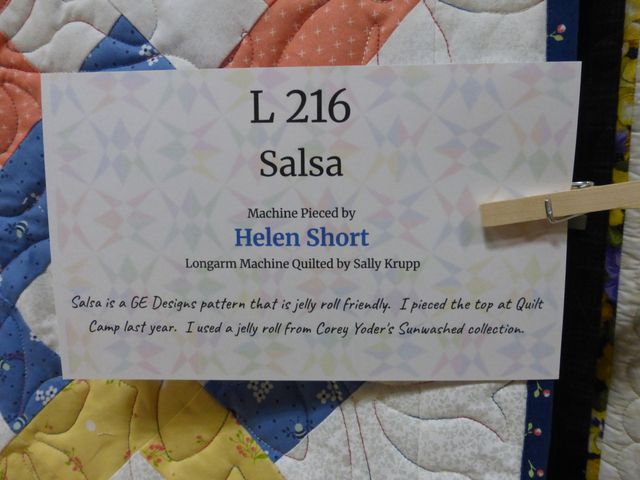 L 216
Salsa
Machine Pieced by
Helen Short
Longarm Machine Quilted by Sally Krupp
Salsa is a GE Designs pattern that is jelly roll friendly. I pieced the top at Quilt
Camp last year. I used a jelly roll from Corey Yoder's Sunwashed collection.